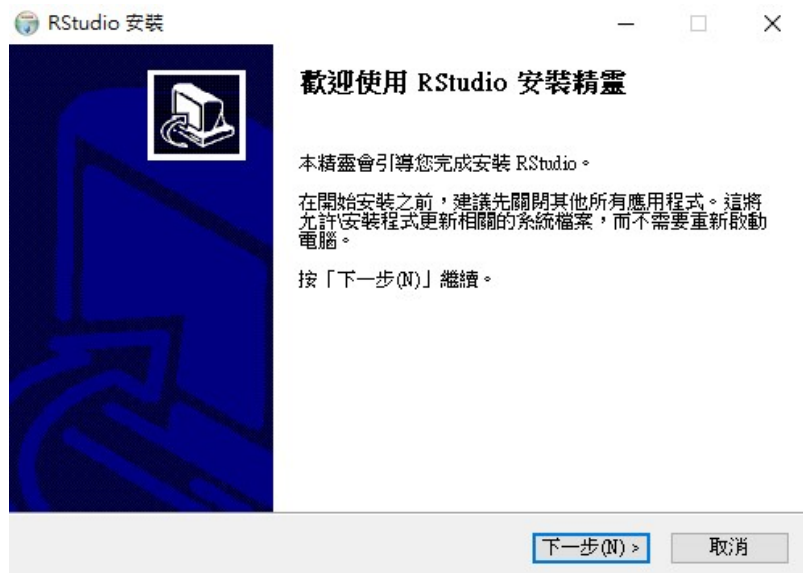 RStudio 安裝
歡迎使用 RStudio 安裝精靈
本精靈會引導您完成安裝 RStudio。
在開始安裝之前，建議先關閉其他所有應用程式。這將
允許\安裝程式更新相關的系統檔案，而不需要重新啟動
電腦。
按「下一步(N)」繼續。
下一步(N) >
取消